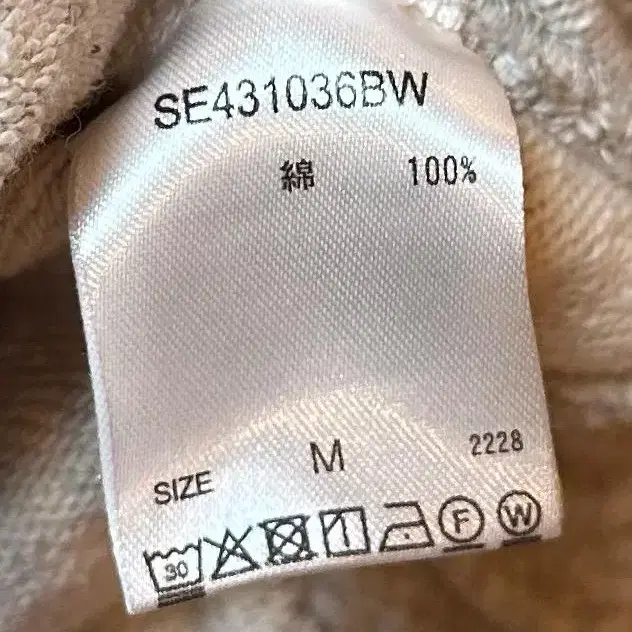 SE431036BW
綿 100%
SIZE M 2228
30 F W